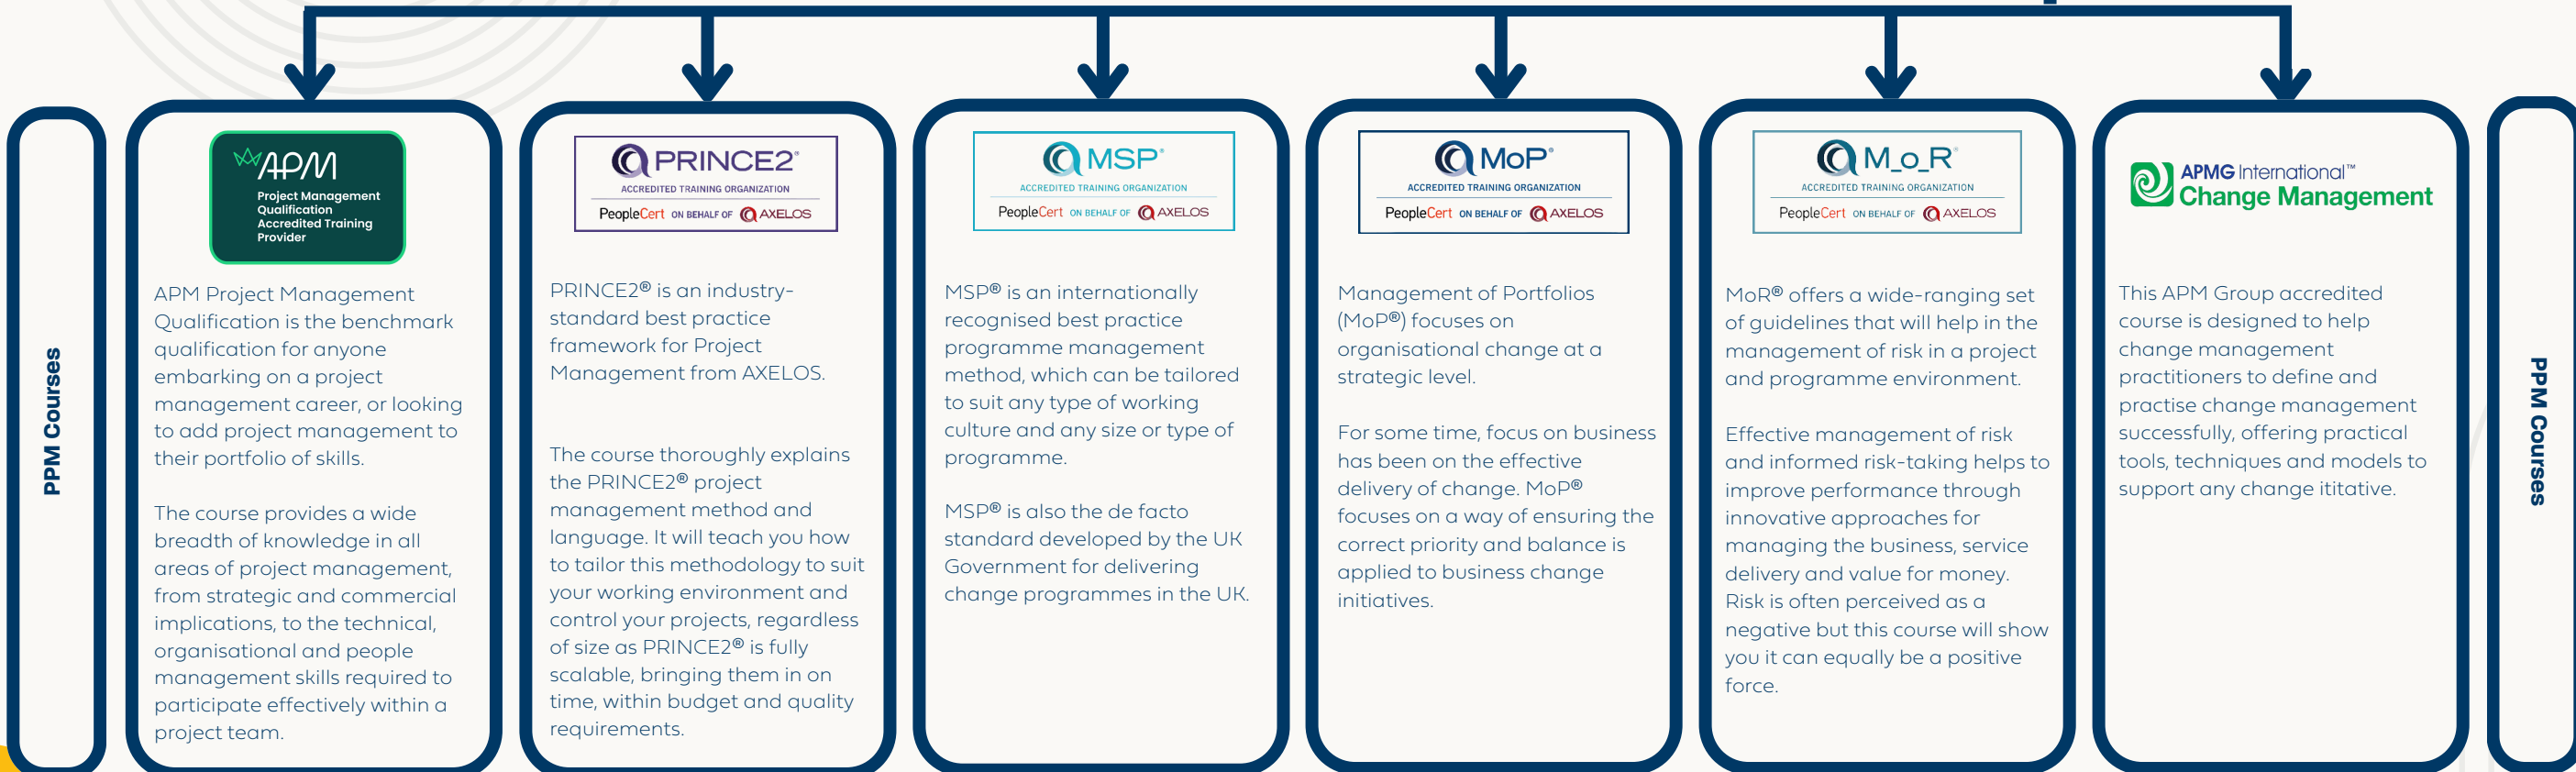 PPM Courses
APM
Project Management
Qualification
Accredited Training
Provider
APM Project Management
Qualification is the benchmark
qualification for anyone
embarking on a project
management career, or looking
to add project management to
their portfolio of skills.
The course provides a wide
breadth of knowledge in all
areas of project management,
from strategic and commercial
implications, to the technical,
organisational and people
management skills required to
participate effectively within a
project team.
PRINCE2®
ACCREDITED TRAINING ORGANIZATION
PeopleCert ON BEHALF OF AXELOS
PRINCE2® is an industry-
standard best practice
framework for Project
Management from AXELOS.
The course thoroughly explains
the PRINCE2® project
management method and
language. It will teach you how
to tailor this methodology to suit
your working environment and
control your projects, regardless
of size as PRINCE2® is fully
scalable, bringing them in on
time, within budget and quality
requirements.
MSP®
ACCREDITED TRAINING ORGANIZATION
PeopleCert ON BEHALF OF AXELOS
MSP® is an internationally
recognised best practice
programme management
method, which can be tailored
to suit any type of working
culture and any size or type of
programme.
MSP® is also the de facto
standard developed by the UK
Government for delivering
change programmes in the UK.
MoP®
ACCREDITED TRAINING ORGANIZATION
PeopleCert ON BEHALF OF AXELOS
Management of Portfolios
(MoP®) focuses on
organisational change at a
strategic level.
For some time, focus on business
has been on the effective
delivery of change. MoP®
focuses on a way of ensuring the
correct priority and balance is
applied to business change
initiatives.
M_o_R®
ACCREDITED TRAINING ORGANIZATION
PeopleCert ON BEHALF OF AXELOS
MoR® offers a wide-ranging set
of guidelines that will help in the
management of risk in a project
and programme environment.
Effective management of risk
and informed risk-taking helps to
improve performance through
innovative approaches for
managing the business, service
delivery and value for money.
Risk is often perceived as a
negative but this course will show
you it can equally be a positive
force.
APMG International™
Change Management
This APM Group accredited
course is designed to help
change management
practitioners to define and
practise change management
successfully, offering practical
tools, techniques and models to
support any change ititative.
PPM Courses